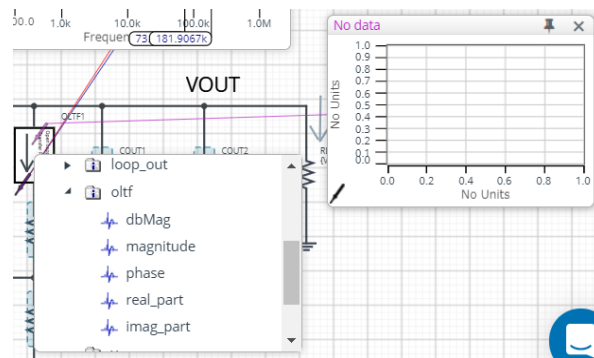 00.0 1.0k 10.0k 100.0k 1.0M
Frequen 73 181.9067k
No data
1.0
0.9
0.8
0.7
0.6
0.5
0.4
0.3
0.2
0.1
0.0
No Units
0.0 0.2 0.4 0.6 0.8 1.0
No Units
VOUT
OLTF1
COUT1
COUT2
loop_out
oltf
dbMag
magnitude
phase
real_part
imag_part